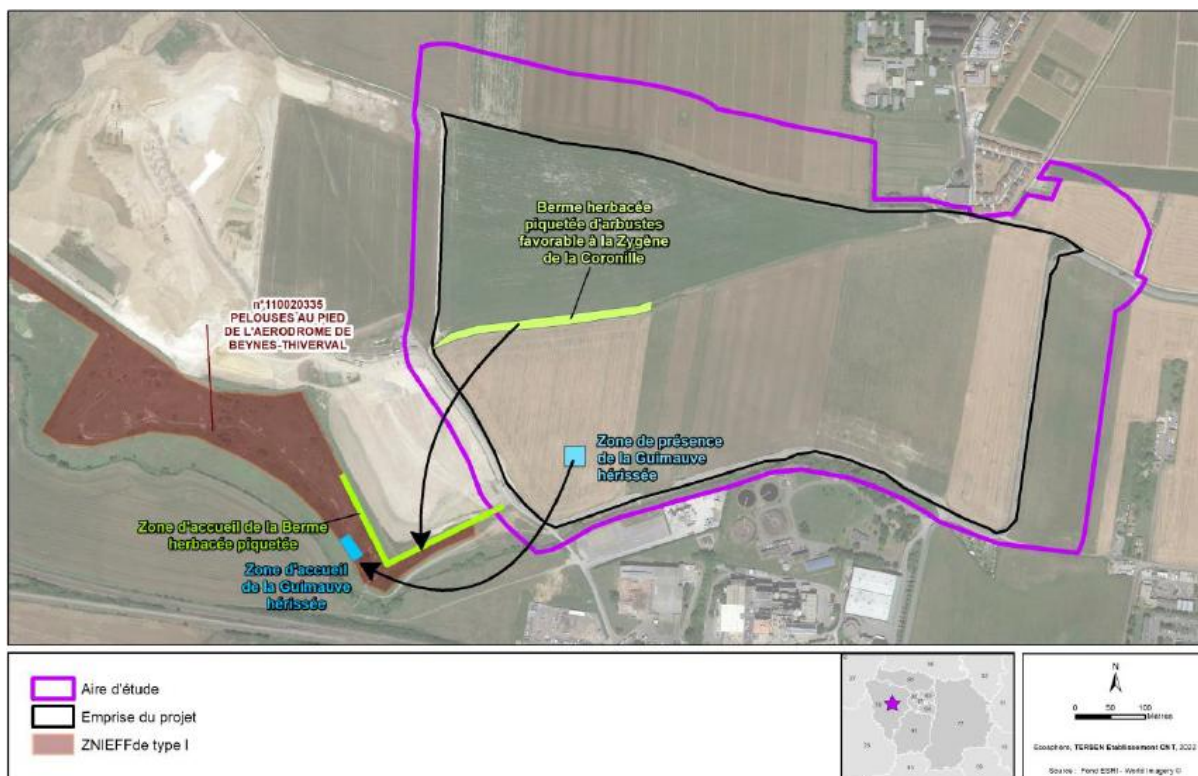 Berme herbacée
piquetée d'arbustes
favorable à la Zygène
de la Coronille
n°110020335
PELOUSES AU PIED
DE L'AERODROME DE
BEYNES-THIVERVAL
Zone de présence
de la Guimauve
hérissée
Zone d'accueil de la Berme
herbacée piquetée
Zone d'accueil
de la Guimauve
hérissée
Aire d'étude
Emprise du projet
ZNIEFF de type I
N
0 50 100
Mètres
Ecosphère, TERSEN Etablissement CNT, 2022
Source : Fond ESRI - World Imagery ©